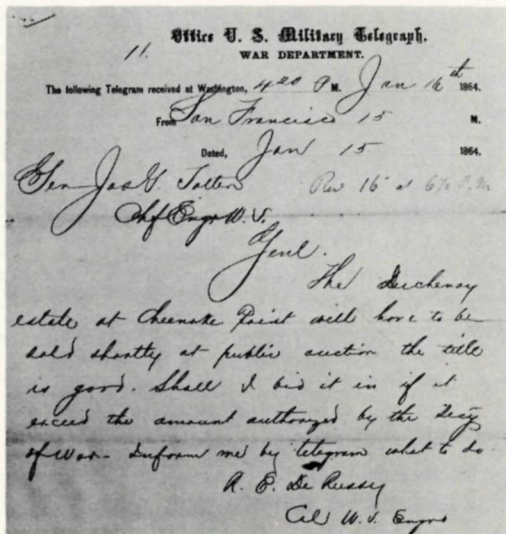 Office U. S. Military Telegraph.
11.
WAR DEPARTMENT.
The following Telegram received at Washington, 4 20 P M. Jan 16th 1864.
From San Francisco 15 M.
Dated, Jan 15 1864.
Gen Jos G. Totten
Rec 16 at 6½ P.M.
Chf Engr U.S.
Genl.
The Duchenay
estate at Cheenoke Point will have to be
sold shortly at public auction the title
is good. Shall I bid it in if it
exceed the amount authorized by the Secy
of War - Inform me by telegram what to do
R. E. De Russy
Col U.S. Engrs